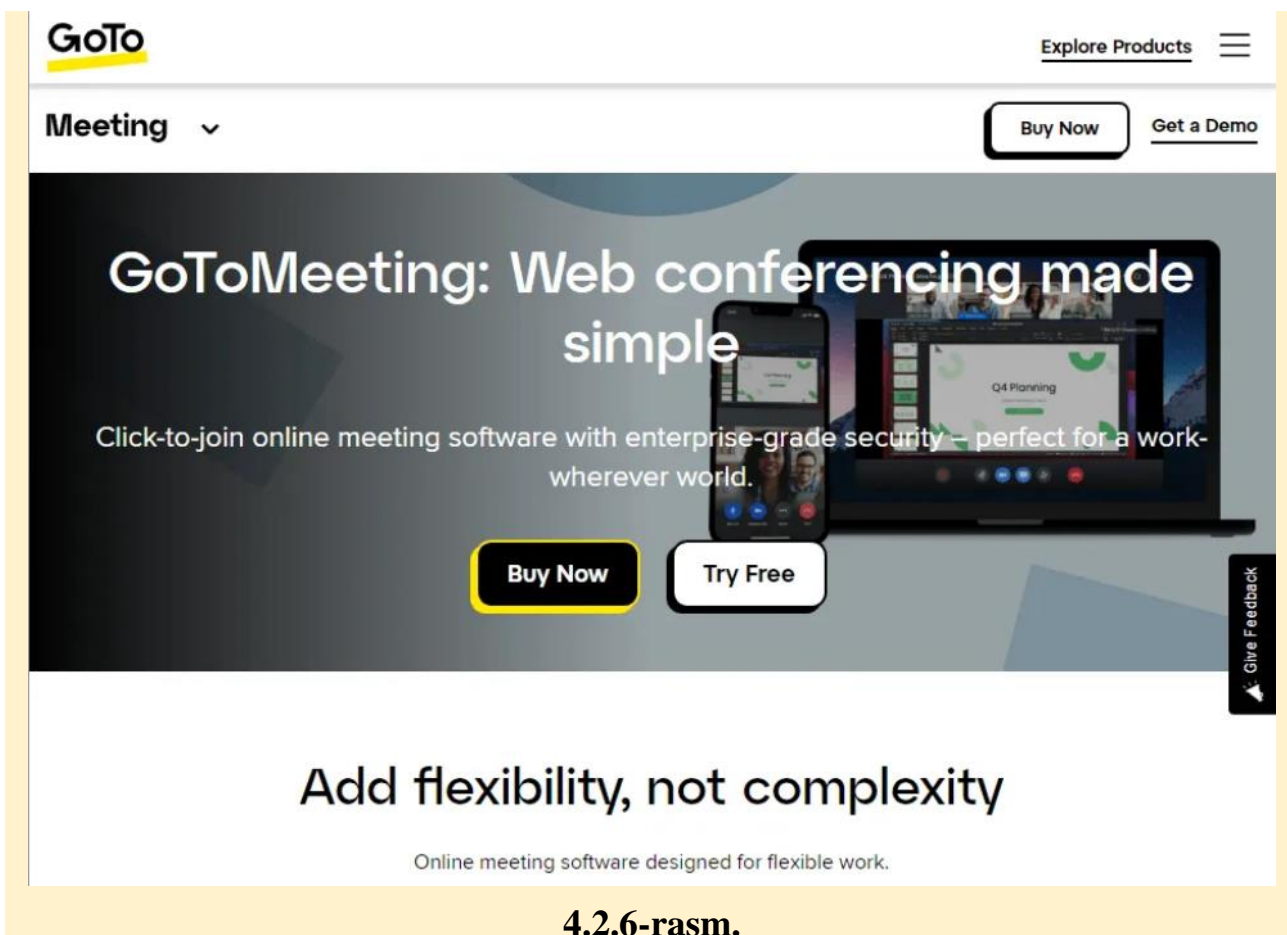 GoTo
Explore Products
Meeting
Buy Now
Get a Demo
GoToMeeting: Web conferencing made
simple
Q4 Planning
Click-to-join online meeting software with enterprise-grade security – perfect for a work-
wherever world.
Buy Now
Try Free
Give Feedback
Add flexibility, not complexity
Online meeting software designed for flexible work.
4.2.6-rasm.